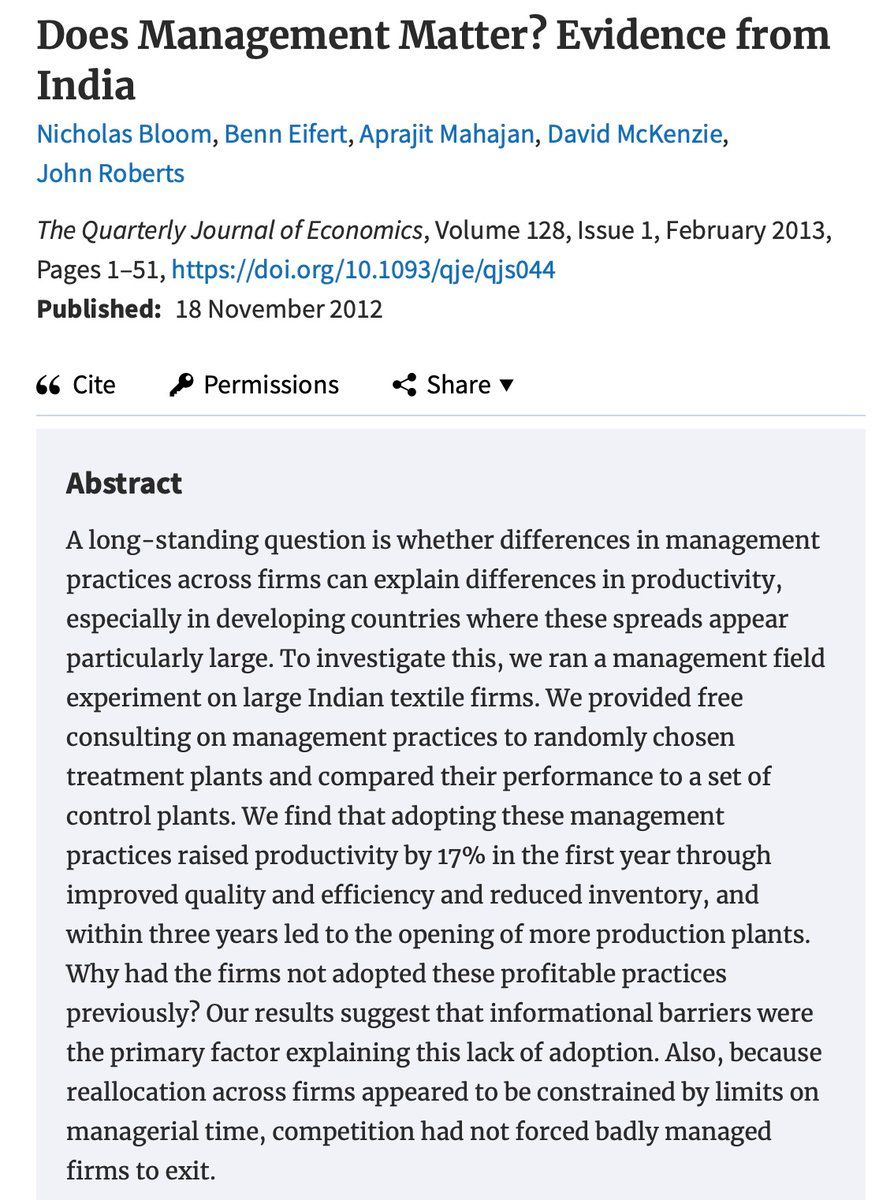 Does Management Matter? Evidence from
India
Nicholas Bloom, Benn Eifert, Aprajit Mahajan, David McKenzie,
John Roberts
The Quarterly Journal of Economics, Volume 128, Issue 1, February 2013,
Pages 1–51, https://doi.org/10.1093/qje/qjs044
Published: 18 November 2012
Cite Permissions Share ▼
Abstract
A long-standing question is whether differences in management
practices across firms can explain differences in productivity,
especially in developing countries where these spreads appear
particularly large. To investigate this, we ran a management field
experiment on large Indian textile firms. We provided free
consulting on management practices to randomly chosen
treatment plants and compared their performance to a set of
control plants. We find that adopting these management
practices raised productivity by 17% in the first year through
improved quality and efficiency and reduced inventory, and
within three years led to the opening of more production plants.
Why had the firms not adopted these profitable practices
previously? Our results suggest that informational barriers were
the primary factor explaining this lack of adoption. Also, because
reallocation across firms appeared to be constrained by limits on
managerial time, competition had not forced badly managed
firms to exit.